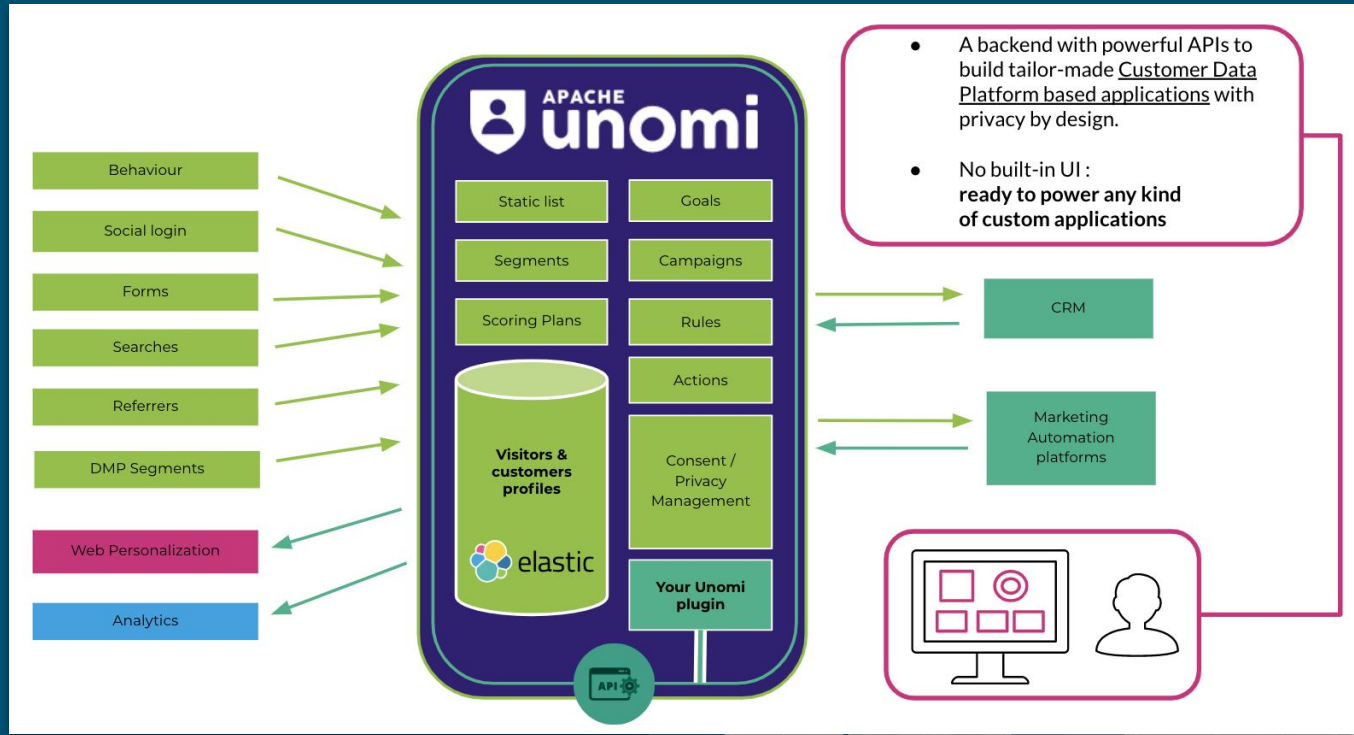 Behaviour
Social login
Forms
Searches
Referrers
DMP Segments
Web Personalization
Analytics
APACHE
unomi
Static list
Goals
Segments
Campaigns
Scoring Plans
Rules
Actions
Visitors &
customers
profiles
elastic
Consent /
Privacy
Management
Your Unomi
plugin
API
● A backend with powerful APIs to
build tailor-made Customer Data
Platform based applications with
privacy by design.
● No built-in UI :
ready to power any kind
of custom applications
CRM
Marketing
Automation
platforms